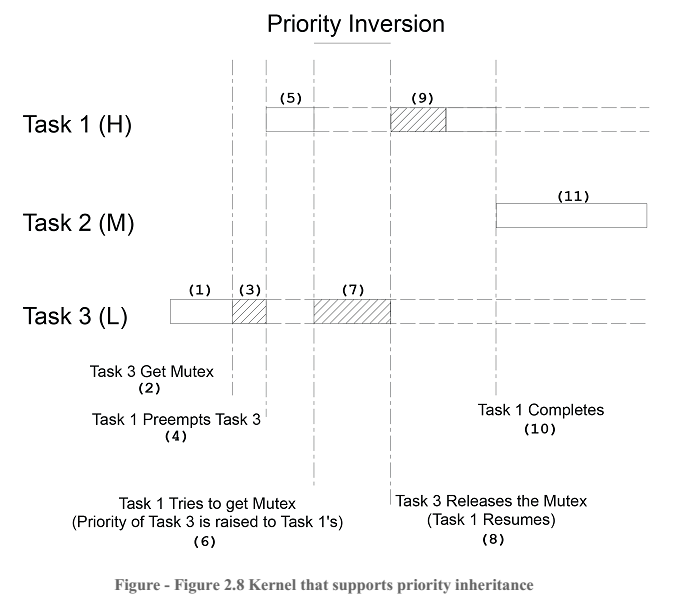 Priority Inversion
(5)
(9)
Task 1 (H)
(11)
Task 2 (M)
(1)
(3)
(7)
Task 3 (L)
Task 3 Get Mutex
(2)
Task 1 Preempts Task 3
(4)
Task 1 Completes
(10)
Task 1 Tries to get Mutex
(Priority of Task 3 is raised to Task 1's)
(6)
Task 3 Releases the Mutex
(Task 1 Resumes)
(8)
Figure - Figure 2.8 Kernel that supports priority inheritance